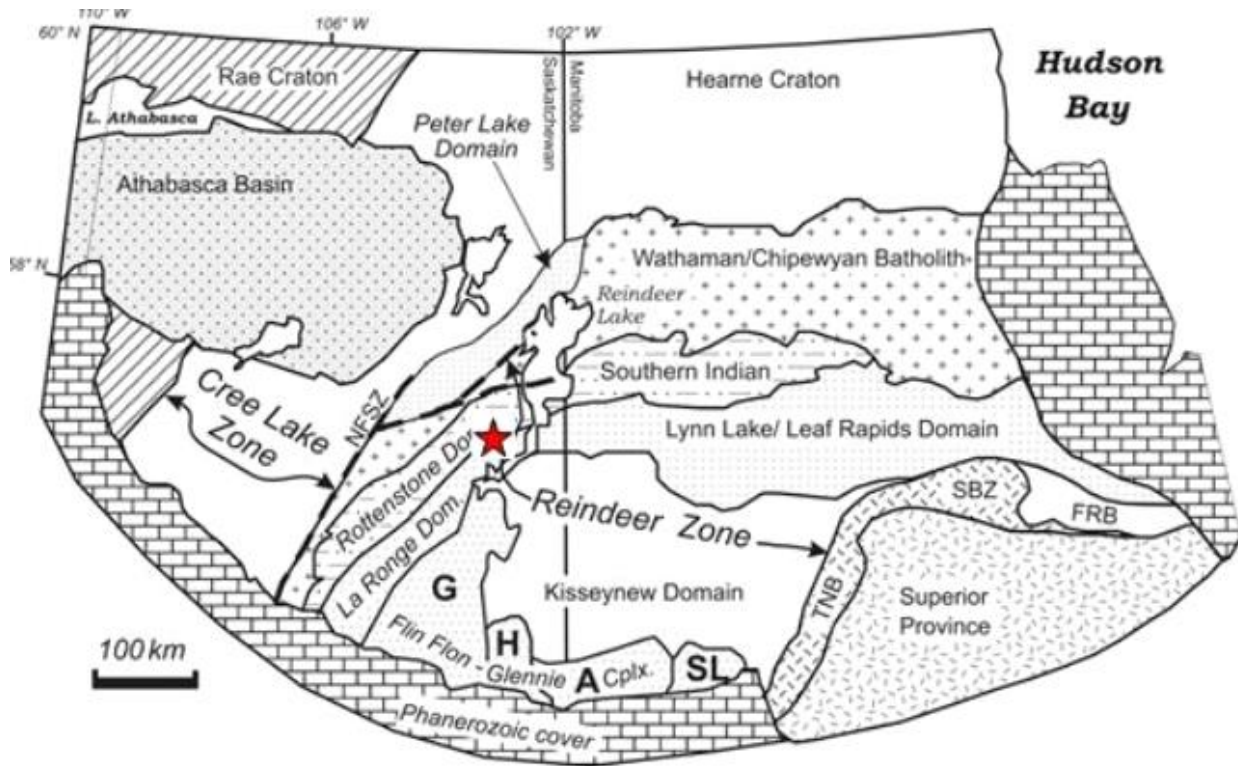 110° W
60° N
106° W
102° W
Rae Craton
Hearne Craton
Hudson
Bay
Saskatchewan
Manitoba
L. Athabasca
Peter Lake
Domain
Athabasca Basin
Wathaman/Chipewyan Batholith
58° N
Reindeer
Lake
Southern Indian
Cree Lake
Zone
NFSZ
Rottenstone Do
Lynn Lake/ Leaf Rapids Domain
La Ronge Dom.
Reindeer Zone
SBZ
FRB
G
Kisseynew Domain
TNB
Superior
Province
100 km
H
Flin Flon - Glennie Cplx.
A
SL
Phanerozoic cover